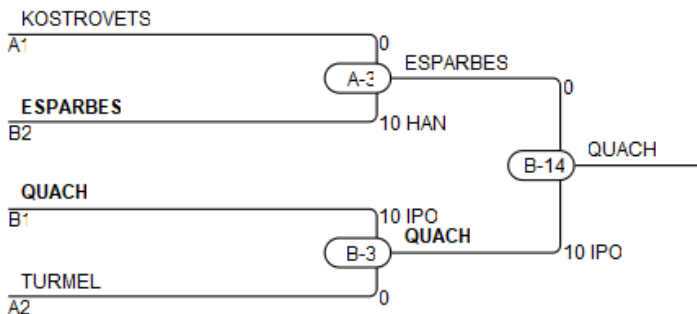 KOSTROVETS
A1
0
A-3
ESPARBES
0
ESPARBES
B2
10 HAN
B-14
QUACH
QUACH
B1
10 IPO
B-3
QUACH
10 IPO
TURMEL
A2
0